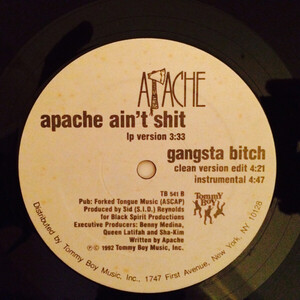 APACHE
apache ain't shit
lp version 3:33
gangsta bitch
clean version edit 4:21
instrumental 4:47
TB 541 B
Pub: Forked Tongue Music (ASCAP)
Produced by Sid (S.I.D.) Reynolds
for Black Spirit Productions
Executive Producers: Benny Medina,
Queen Latifah and Sha-Kim
Written by Apache
℗ © 1992 Tommy Boy Music, Inc.
Tommy Boy
Distributed by Tommy Boy Music, Inc., 1747 First Avenue, New York, NY 10128